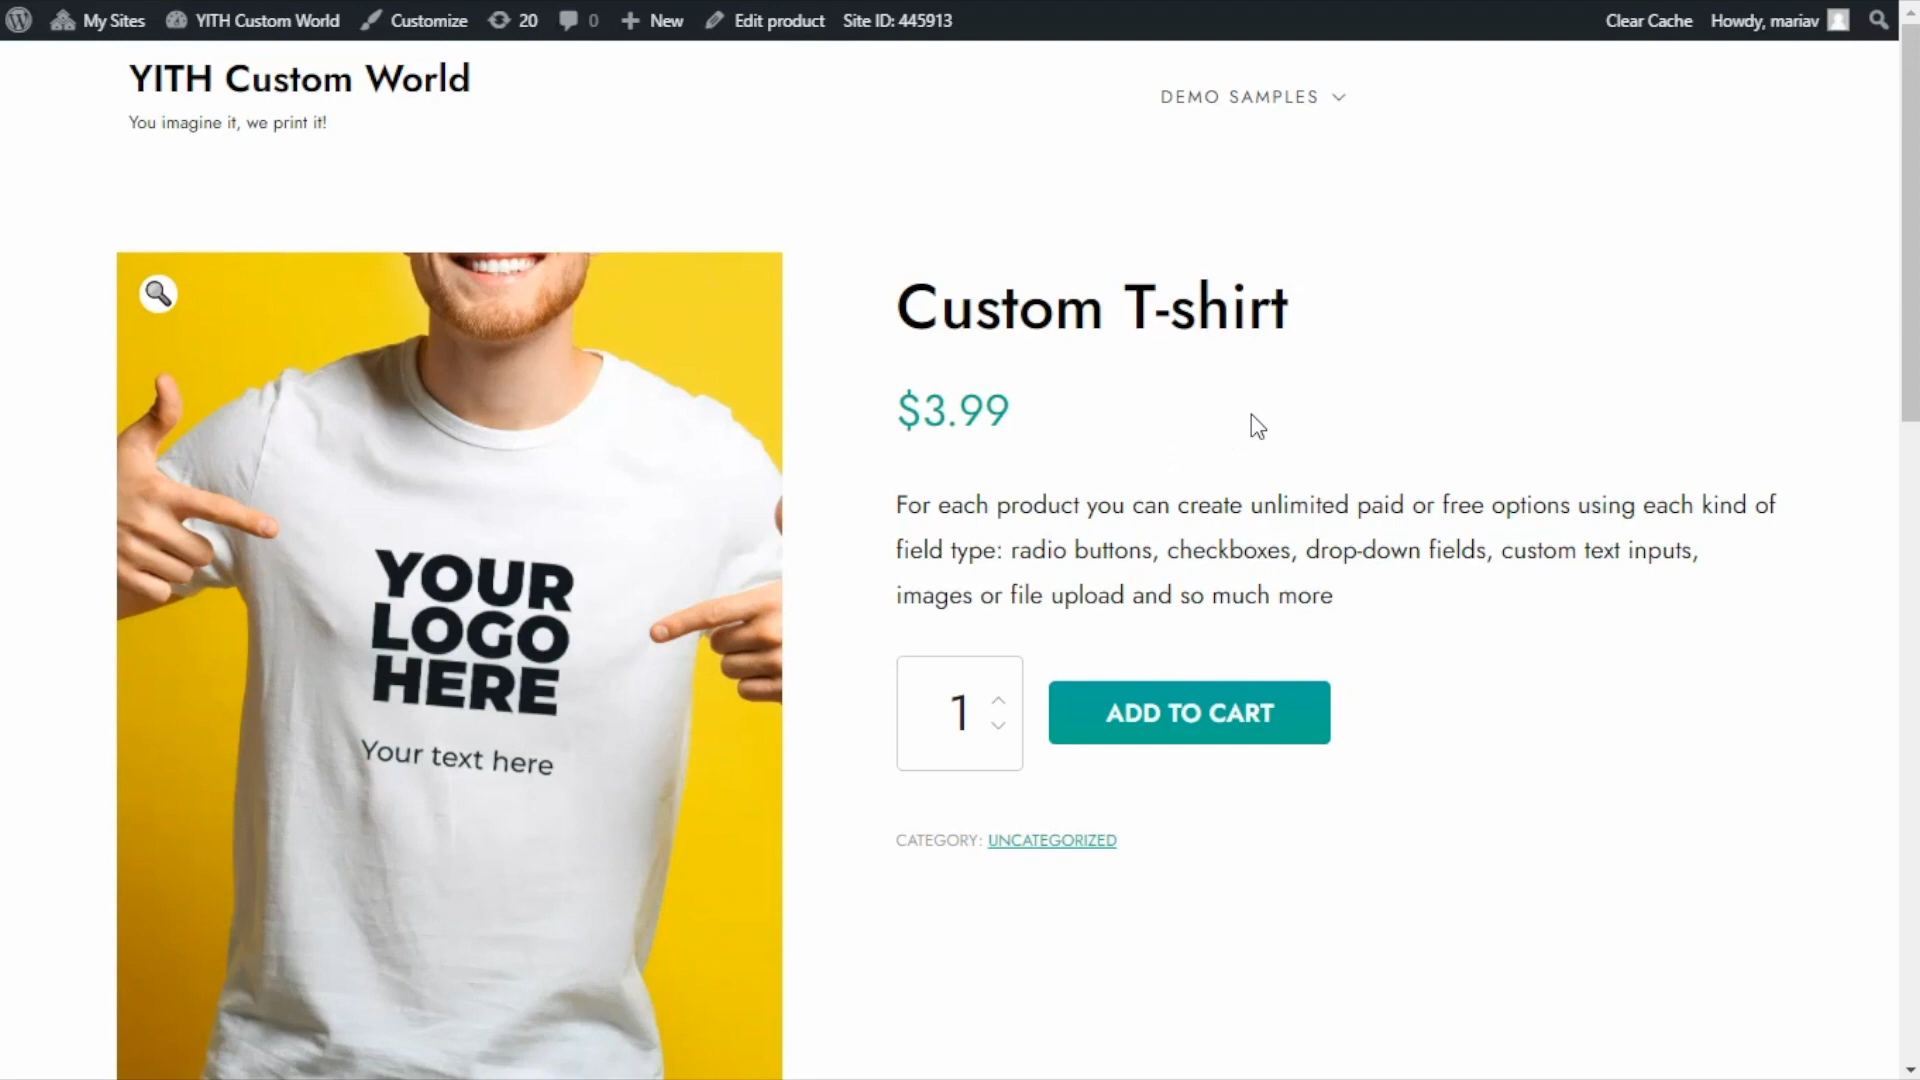 My Sites YITH Custom World Customize 20 0 New Edit product Site ID: 445913 Clear Cache Howdy, mariav
YITH Custom World
You imagine it, we print it!
DEMO SAMPLES
YOUR
LOGO
HERE
Your text here
Custom T-shirt
$3.99
For each product you can create unlimited paid or free options using each kind of
field type: radio buttons, checkboxes, drop-down fields, custom text inputs,
images or file upload and so much more
1
ADD TO CART
CATEGORY: UNCATEGORIZED